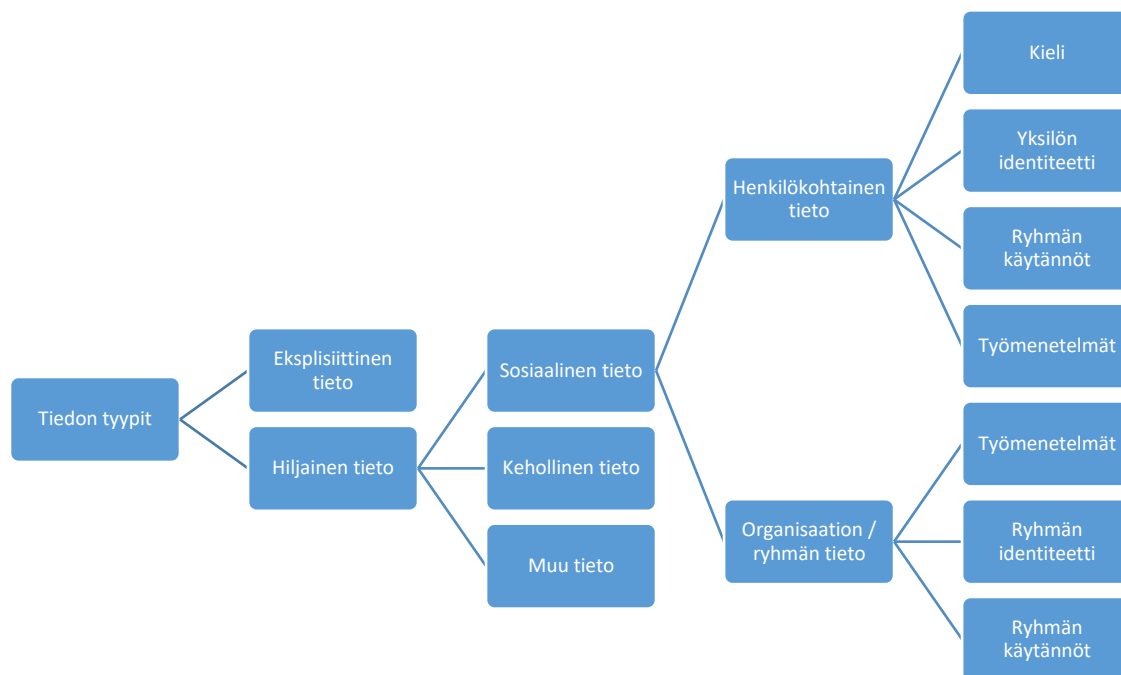 Tiedon tyypit
Eksplisiittinen
tieto
Hiljainen tieto
Sosiaalinen tieto
Kehollinen tieto
Muu tieto
Henkilökohtainen
tieto
Organisaation /
ryhmän tieto
Kieli
Yksilön
identiteetti
Ryhmän
käytännöt
Työmenetelmät
Työmenetelmät
Ryhmän
identiteetti
Ryhmän
käytännöt